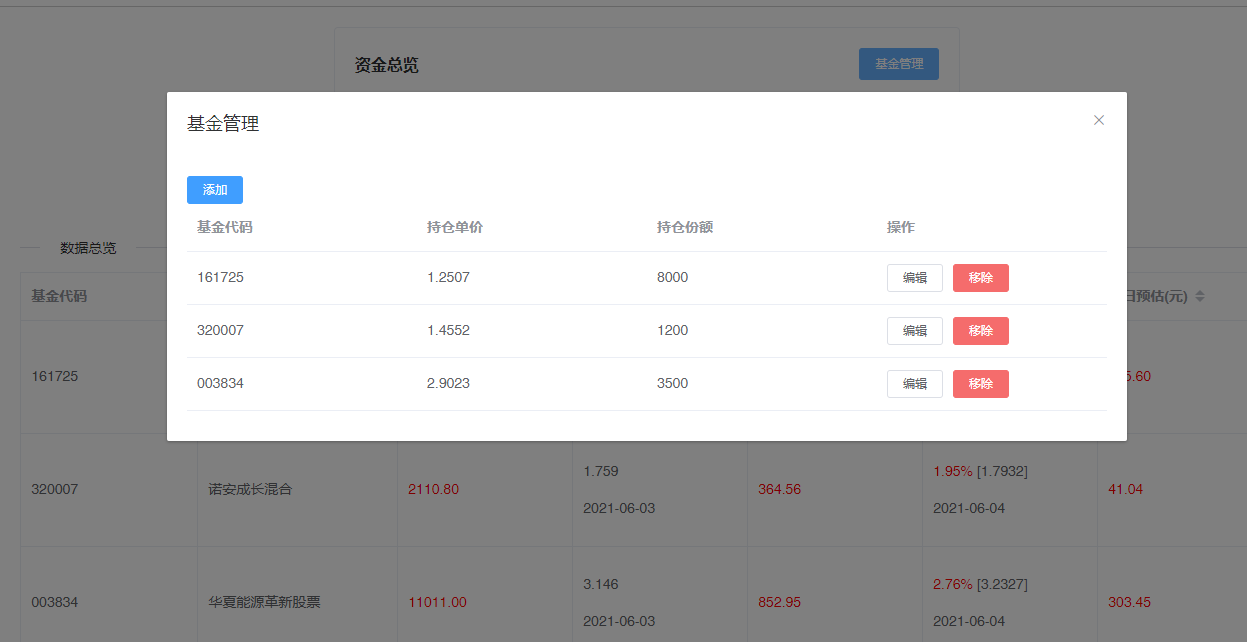 资金总览 基金管理
基金管理
添加
基金代码 持仓单价 持仓份额 操作
161725 1.2507 8000 编辑 移除
320007 1.4552 1200 编辑 移除
003834 2.9023 3500 编辑 移除
数据总览
基金代码 日预估(元)
161725 5.60
1.759
1.95% [1.7932]
320007 诺安成长混合 2110.80 364.56 41.04
2021-06-03 2021-06-04
3.146
2.76% [3.2327]
003834 华夏能源革新股票 11011.00 852.95 303.45
2021-06-03 2021-06-04